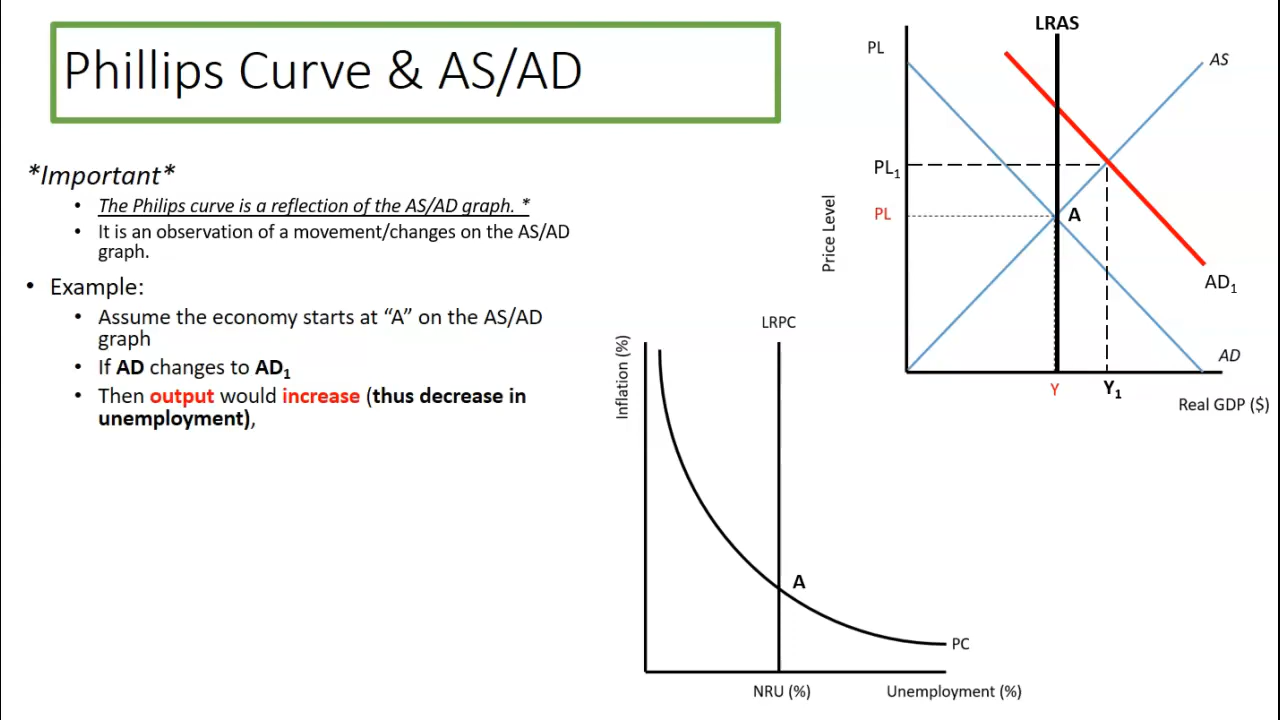 Phillips Curve & AS/AD
*Important*
• The Philips curve is a reflection of the AS/AD graph. *
• It is an observation of a movement/changes on the AS/AD
graph.
• Example:
• Assume the economy starts at “A” on the AS/AD
graph
• If AD changes to AD₁
• Then output would increase (thus decrease in
unemployment),
LRAS
PL
AS
PL₁
PL
A
Price Level
AD₁
AD
Y
Y₁
Real GDP ($)
LRPC
Inflation (%)
A
PC
NRU (%)
Unemployment (%)